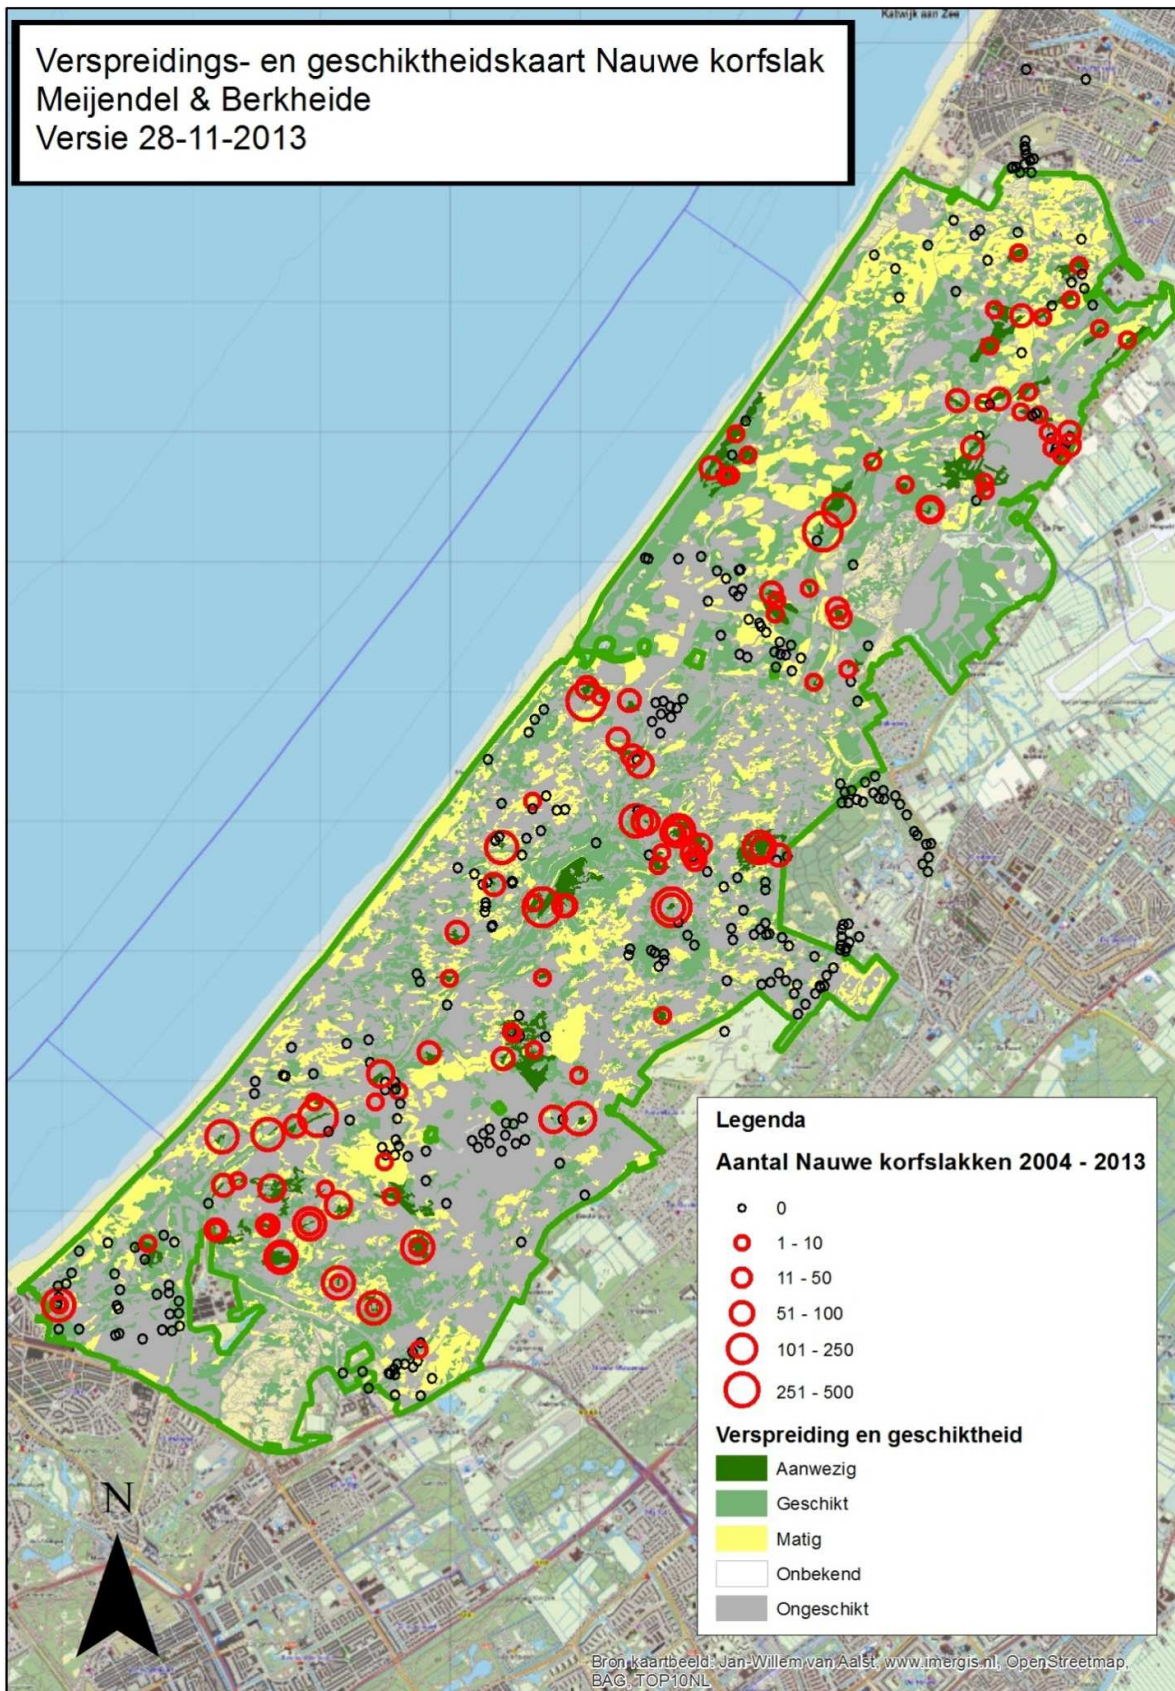 Katwijk aan Zee
Verspreidings- en geschiktheidskaart Nauwe korfslak
Meijendel & Berkheide
Versie 28-11-2013
Legenda
Aantal Nauwe korfslakken 2004 - 2013
0
1 - 10
11 - 50
51 - 100
101 - 250
251 - 500
Verspreiding en geschiktheid
Aanwezig
Geschikt
Matig
Onbekend
Ongeschikt
N
Bron kaartbeeld: Jan-Willem van Aalst, www.imergis.nl, OpenStreetmap,
BAG, TOP10NL